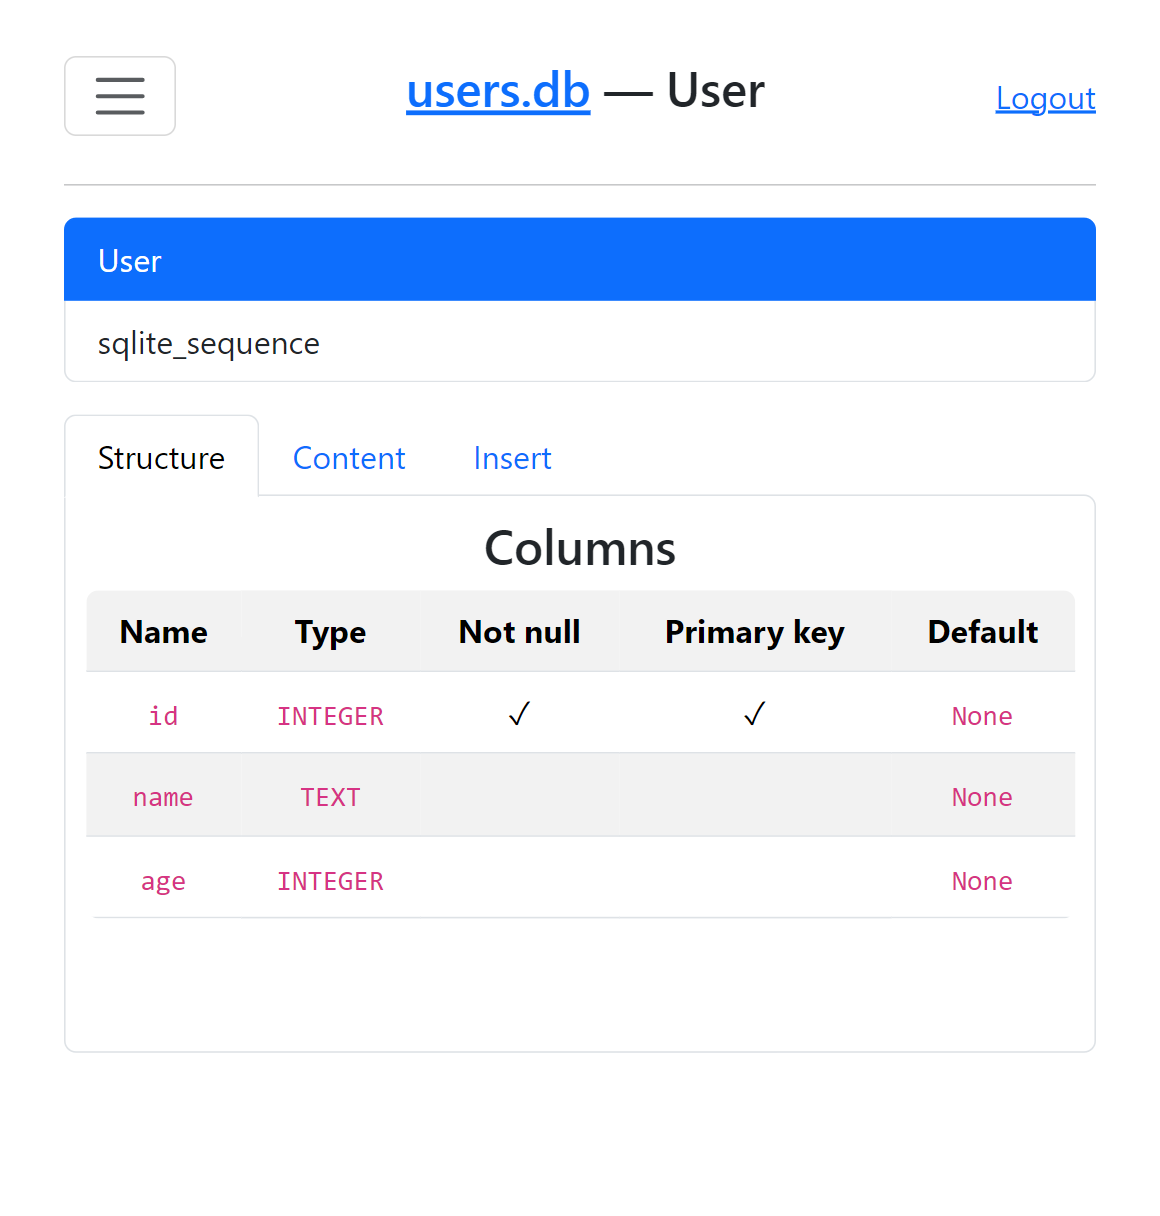 users.db — User
Logout
User
sqlite_sequence
Structure Content Insert
Columns
Name Type Not null Primary key Default
id INTEGER ✓ ✓ None
name TEXT None
age INTEGER None